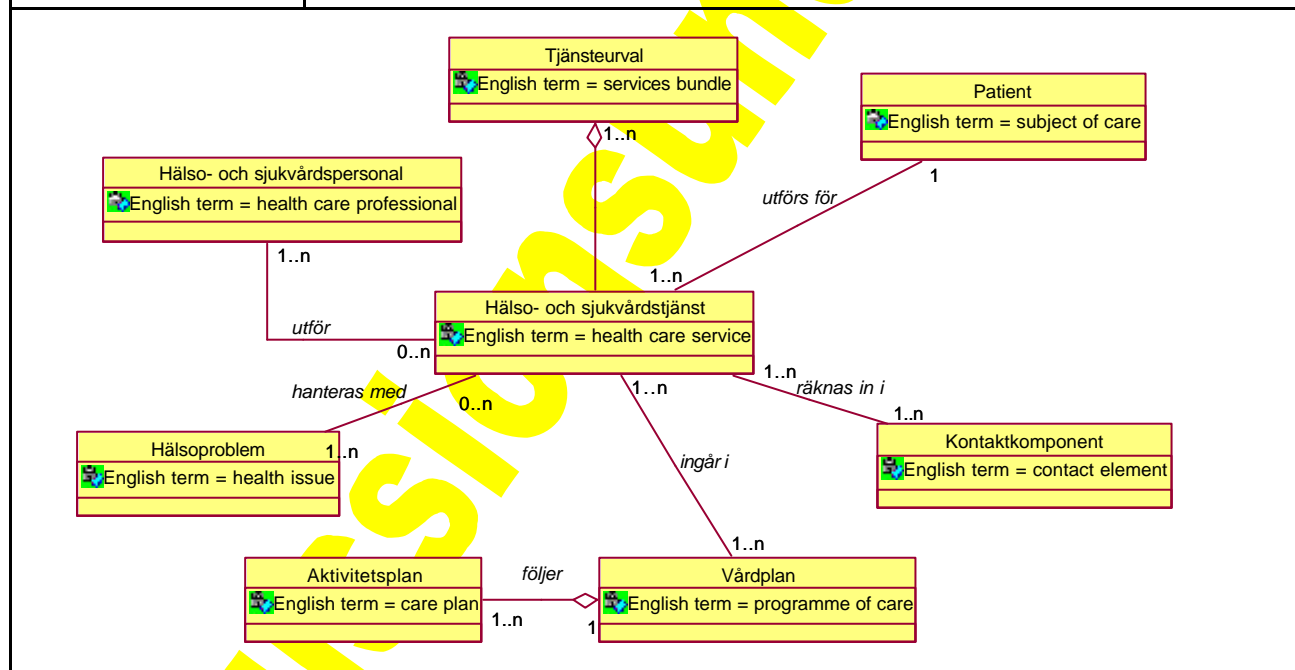 Tjänsteurval
English term = services bundle
1..n
Patient
English term = subject of care
1
Hälso- och sjukvårdspersonal
English term = health care professional
1..n
utförs för
1..n
Hälso- och sjukvårdstjänst
English term = health care service
utför
0..n
hanteras med
0..n
1..n
1..n
räknas in i
1..n
Hälsoproblem
1..n
English term = health issue
Kontaktkomponent
English term = contact element
ingår i
1..n
Aktivitetsplan
English term = care plan
följer
1..n
1
Vårdplan
English term = programme of care